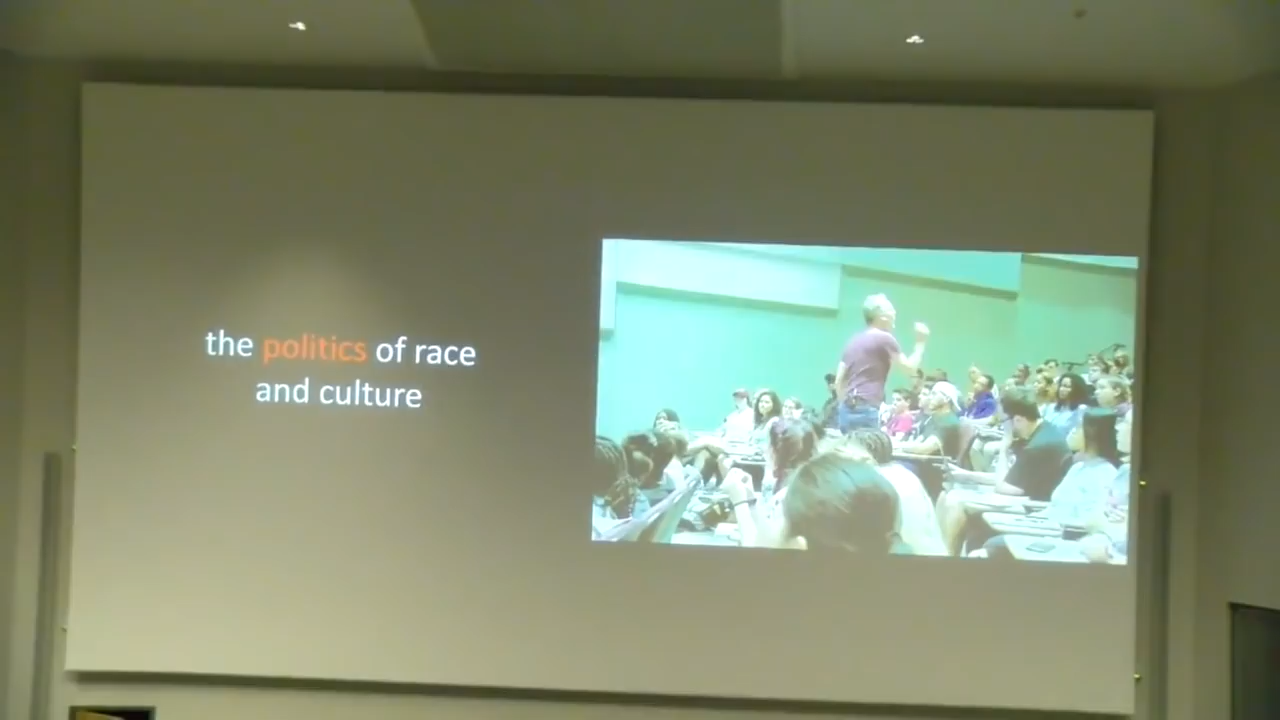 the politics of race
and culture